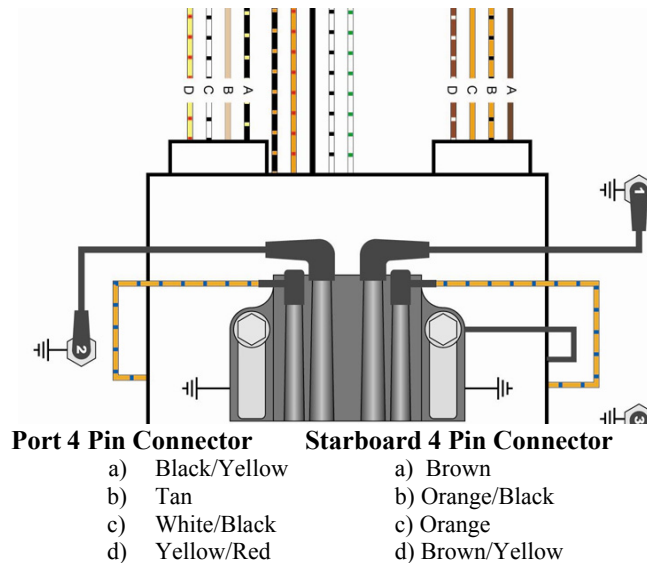 D C B A D C B A
1
2
3
Port 4 Pin Connector Starboard 4 Pin Connector
a) Black/Yellow a) Brown
b) Tan b) Orange/Black
c) White/Black c) Orange
d) Yellow/Red d) Brown/Yellow